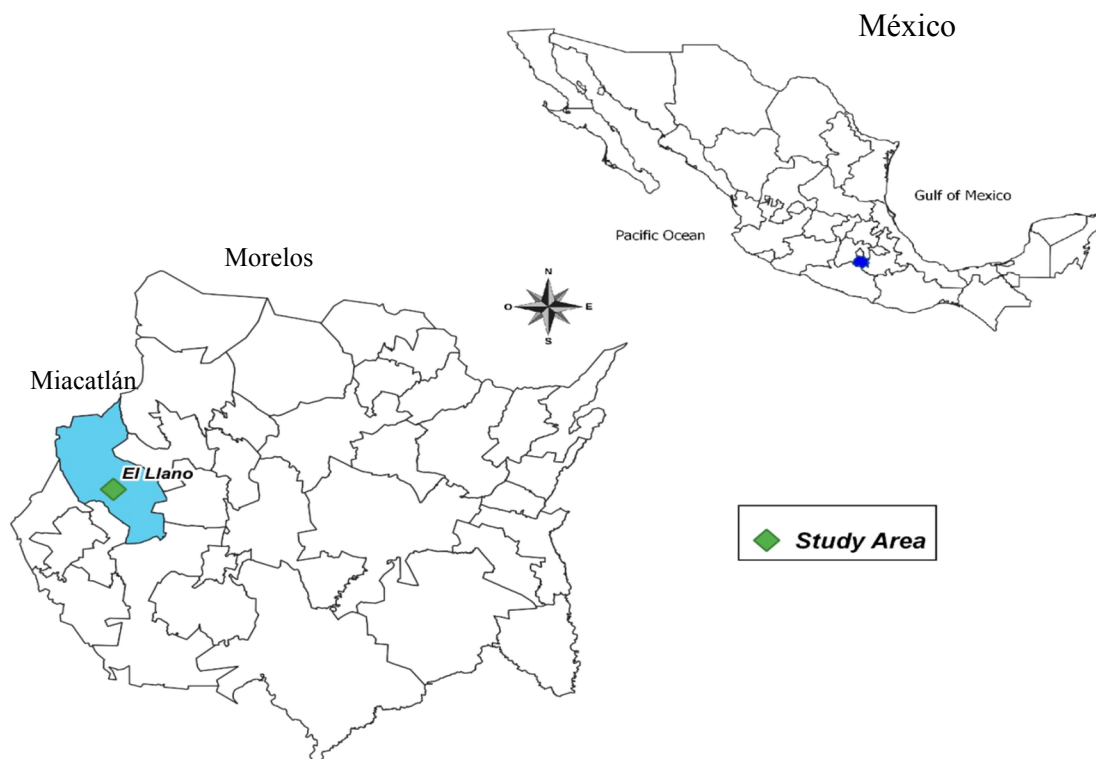 México
Gulf of Mexico
Pacific Ocean
Morelos
N
O
E
S
Miacatlán
El Llano
Study Area